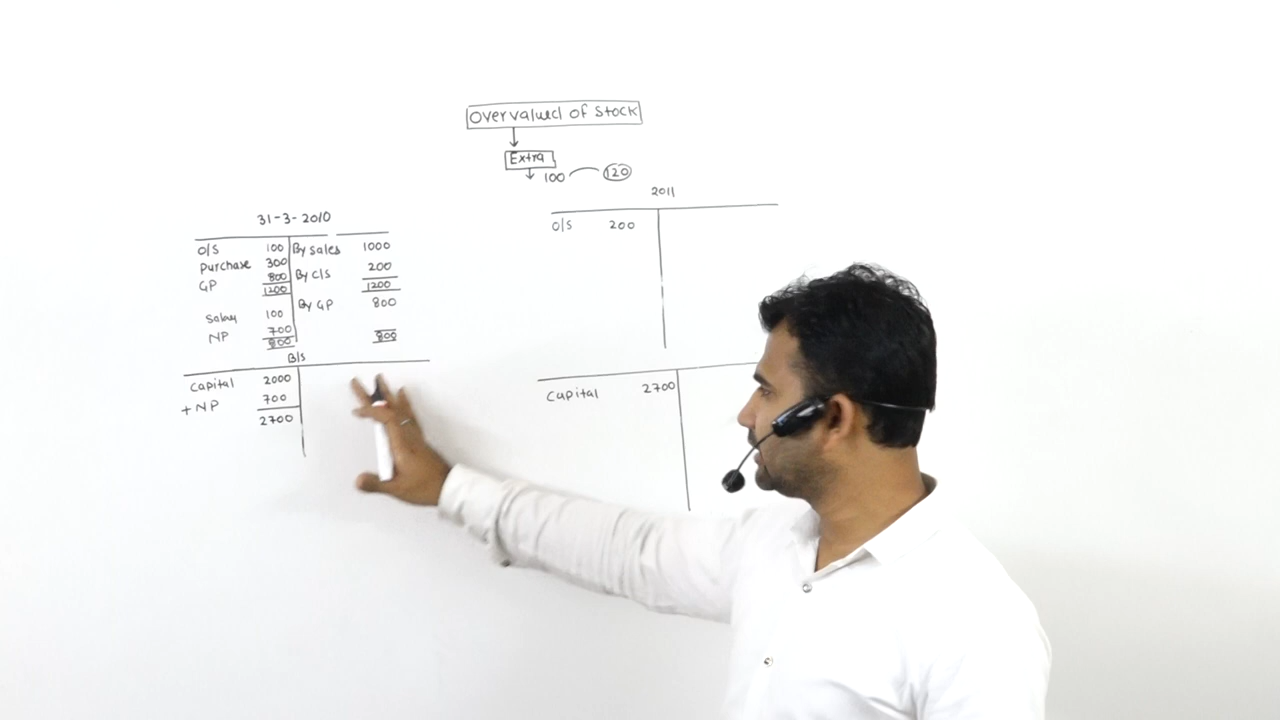 Overvalued of Stock
Extra
100 120
31-3-2010
O/S 100 By sales 1000
Purchase 300
By C/S 200
GP 800
1200 1200
By GP 800
Salary 100
NP 700
800 800
B/S
Capital 2000
+ NP 700
2700
2011
O/S 200
Capital 2700